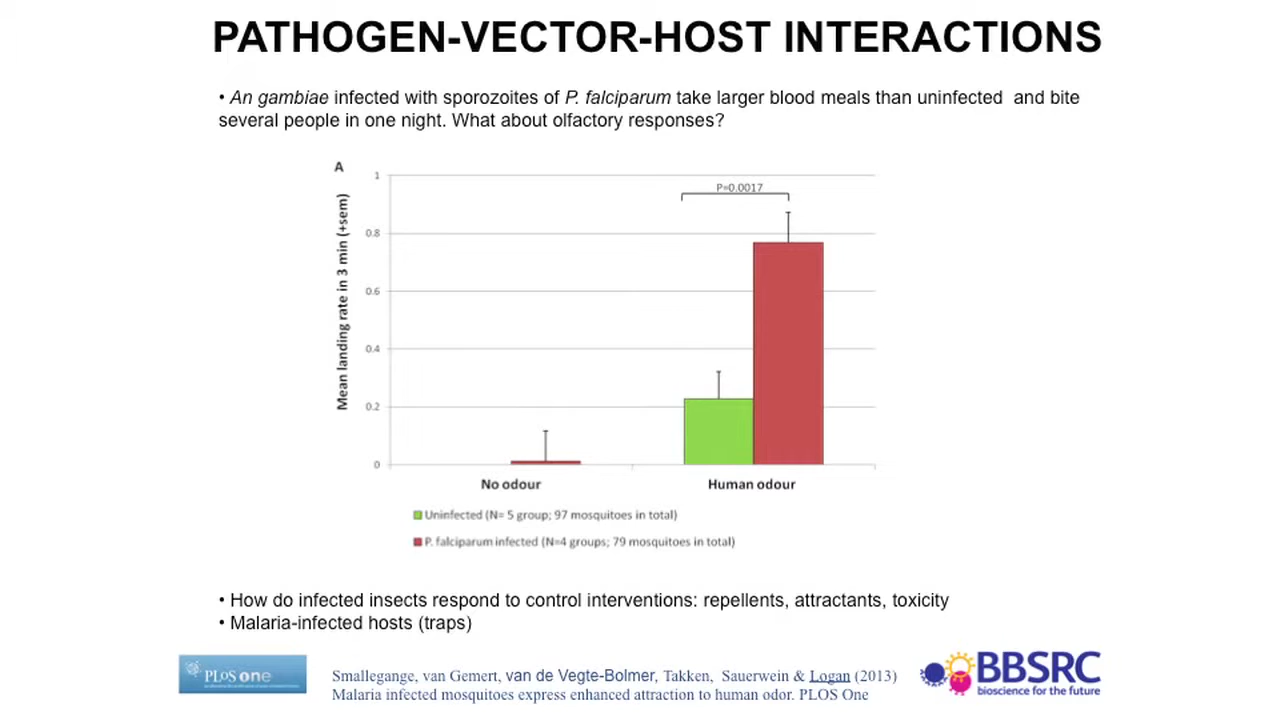 PATHOGEN-VECTOR-HOST INTERACTIONS
• An gambiae infected with sporozoites of P. falciparum take larger blood meals than uninfected and bite
several people in one night. What about olfactory responses?
A
Mean landing rate in 3 min (+sem)
1
0.8
0.6
0.4
0.2
0
P=0.0017
No odour
Human odour
Uninfected (N= 5 group; 97 mosquitoes in total)
P. falciparum infected (N=4 groups; 79 mosquitoes in total)
• How do infected insects respond to control interventions: repellents, attractants, toxicity
• Malaria-infected hosts (traps)
PLoS one
Smallegange, van Gemert, van de Vegte-Bolmer, Takken, Sauerwein & Logan (2013)
Malaria infected mosquitoes express enhanced attraction to human odor. PLOS One
BBSRC
bioscience for the future